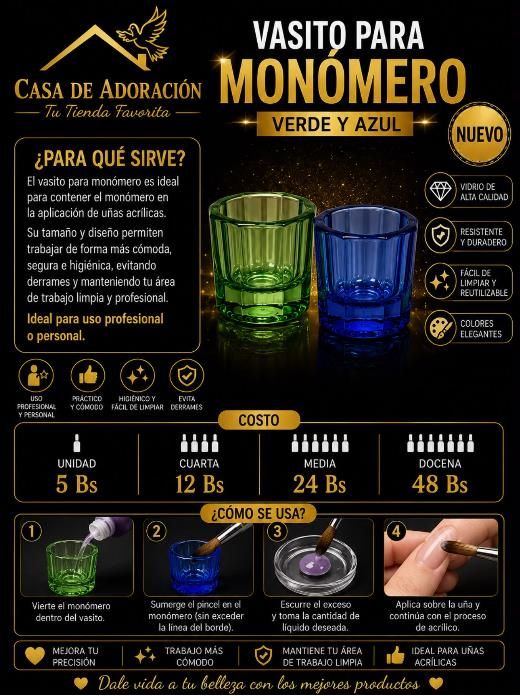 CASA DE ADORACIÓN
Tu Tienda Favorita
VASITO PARA
MONÓMERO
VERDE Y AZUL
NUEVO
¿PARA QUÉ SIRVE?
El vasito para monómero es ideal
para contener el monómero en
la aplicación de uñas acrílicas.
Su tamaño y diseño permiten
trabajar de forma más cómoda,
segura e higiénica, evitando
derrames y manteniendo tu área
de trabajo limpia y profesional.
Ideal para uso profesional
o personal.
VIDRIO DE
ALTA CALIDAD
RESISTENTE
Y DURADERO
FÁCIL DE
LIMPIAR Y
REUTILIZABLE
COLORES
ELEGANTES
USO
PROFESIONAL
Y PERSONAL
PRÁCTICO
Y CÓMODO
HIGIÉNICO Y
FÁCIL DE LIMPIAR
EVITA
DERRAMES
COSTO
UNIDAD
5 Bs
CUARTA
12 Bs
MEDIA
24 Bs
DOCENA
48 Bs
¿CÓMO SE USA?
1
Vierte el monómero
dentro del vasito.
2
Sumerge el pincel en el
monómero (sin exceder
la línea del borde).
3
Escurre el exceso
y toma la cantidad de
líquido deseada.
4
Aplica sobre la uña y
continúa con el proceso
de acrílico.
MEJORA TU
PRECISIÓN
TRABAJO MÁS
CÓMODO
MANTIENE TU ÁREA
DE TRABAJO LIMPIA
IDEAL PARA UÑAS
ACRÍLICAS
Dale vida a tu belleza con los mejores productos